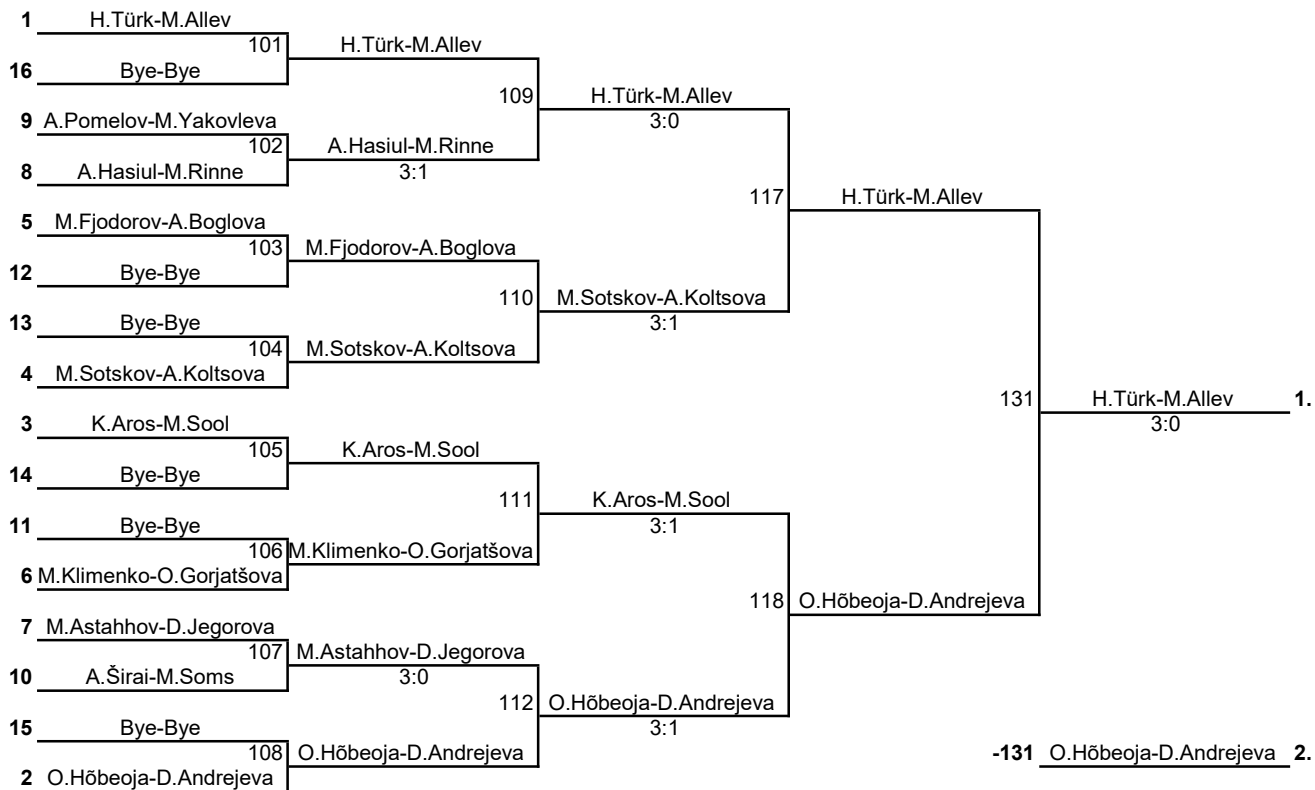 1 H.Türk-M.Allev
101 H.Türk-M.Allev
16 Bye-Bye
109 H.Türk-M.Allev
3:0
9 A.Pomelov-M.Yakovleva
102 A.Hasiul-M.Rinne
3:1
8 A.Hasiul-M.Rinne
117 H.Türk-M.Allev
5 M.Fjodorov-A.Boglova
103 M.Fjodorov-A.Boglova
12 Bye-Bye
110 M.Sotskov-A.Koltsova
3:1
13 Bye-Bye
104 M.Sotskov-A.Koltsova
4 M.Sotskov-A.Koltsova
131 H.Türk-M.Allev 1.
3:0
3 K.Aros-M.Sool
105 K.Aros-M.Sool
14 Bye-Bye
111 K.Aros-M.Sool
3:1
11 Bye-Bye
106 M.Klimenko-O.Gorjatšova
6 M.Klimenko-O.Gorjatšova
118 O.Hõbeoja-D.Andrejeva
7 M.Astahhov-D.Jegorova
107 M.Astahhov-D.Jegorova
3:0
10 A.Širai-M.Soms
112 O.Hõbeoja-D.Andrejeva
3:1
15 Bye-Bye
108 O.Hõbeoja-D.Andrejeva
-131 O.Hõbeoja-D.Andrejeva 2.
2 O.Hõbeoja-D.Andrejeva